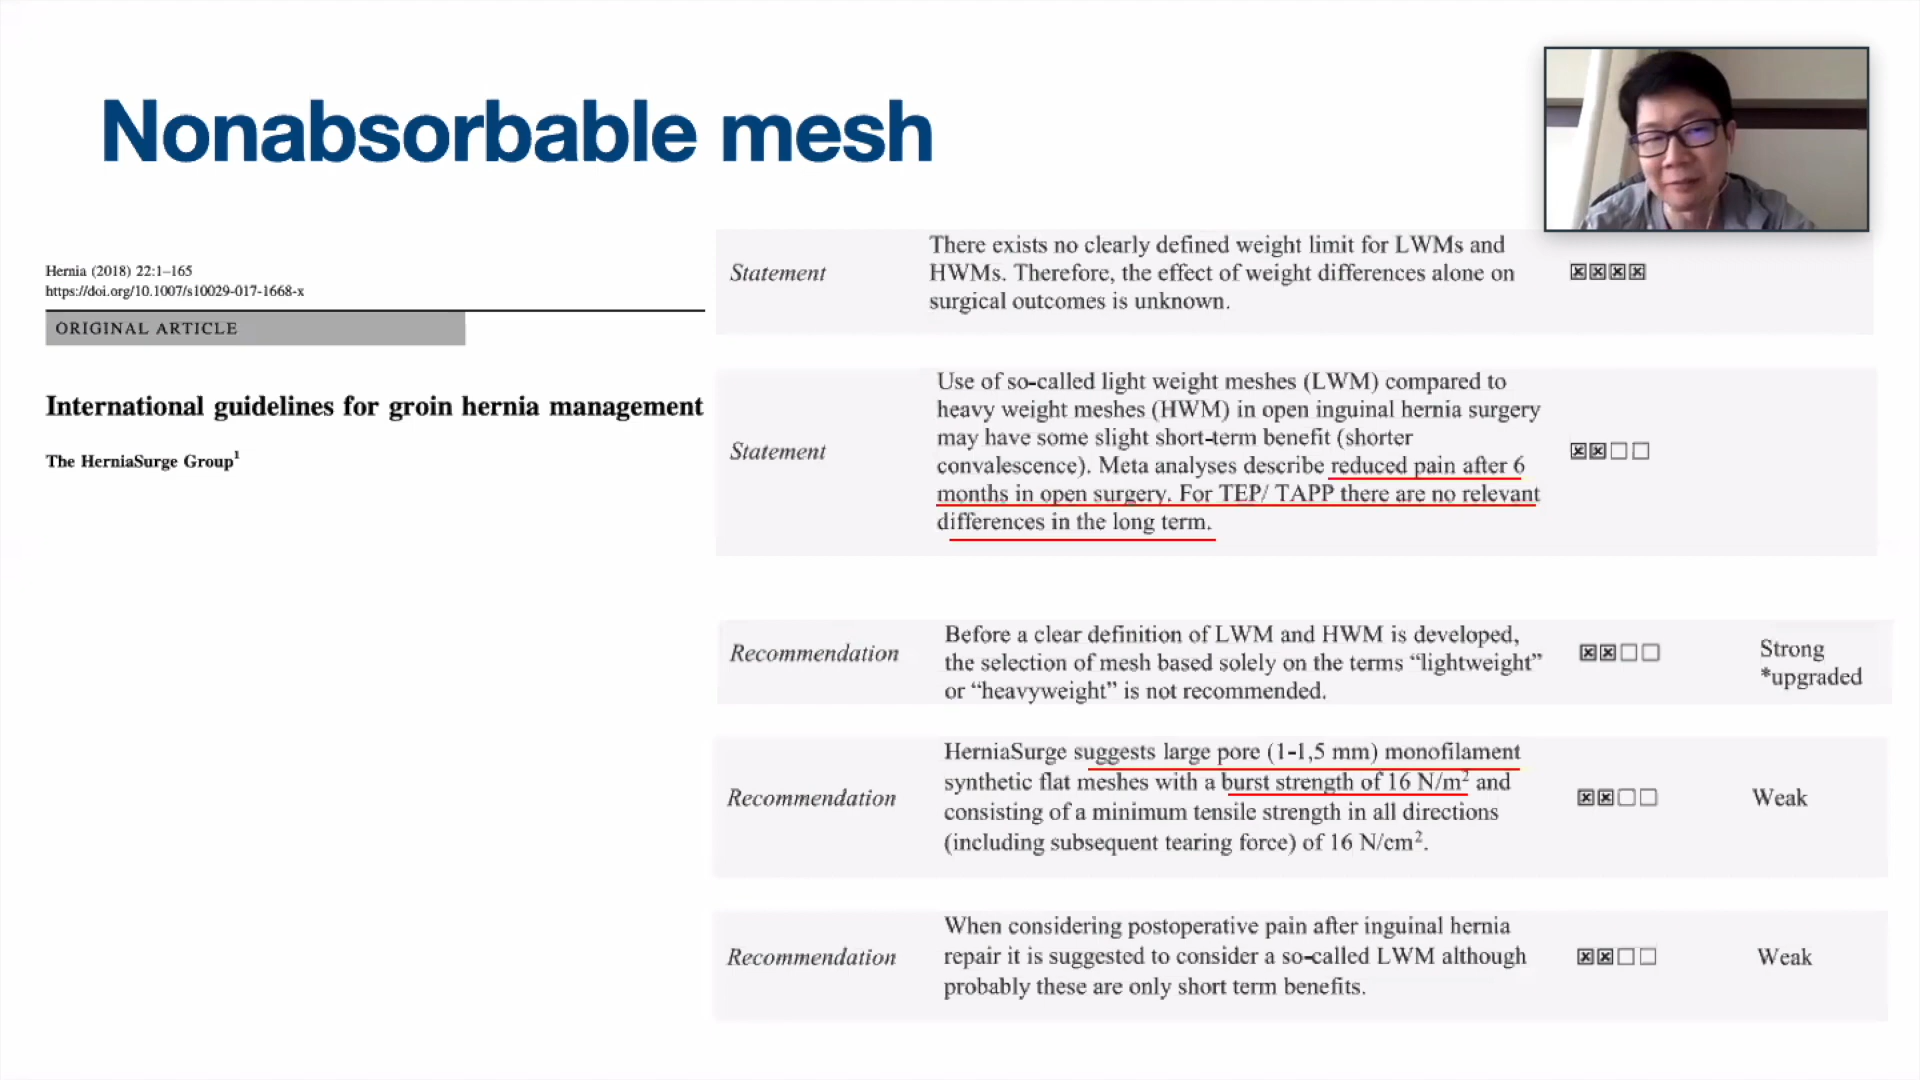 Nonabsorbable mesh
Hernia (2018) 22:1–165
https://doi.org/10.1007/s10029-017-1668-x
ORIGINAL ARTICLE
International guidelines for groin hernia management
The HerniaSurge Group1
Statement
There exists no clearly defined weight limit for LWMs and
HWMs. Therefore, the effect of weight differences alone on
surgical outcomes is unknown.
Statement
Use of so-called light weight meshes (LWM) compared to
heavy weight meshes (HWM) in open inguinal hernia surgery
may have some slight short-term benefit (shorter
convalescence). Meta analyses describe reduced pain after 6
months in open surgery. For TEP/ TAPP there are no relevant
differences in the long term.
Recommendation
Before a clear definition of LWM and HWM is developed,
the selection of mesh based solely on the terms “lightweight”
or “heavyweight” is not recommended.
Strong
*upgraded
Recommendation
HerniaSurge suggests large pore (1-1,5 mm) monofilament
synthetic flat meshes with a burst strength of 16 N/m² and
consisting of a minimum tensile strength in all directions
(including subsequent tearing force) of 16 N/cm².
Weak
Recommendation
When considering postoperative pain after inguinal hernia
repair it is suggested to consider a so-called LWM although
probably these are only short term benefits.
Weak